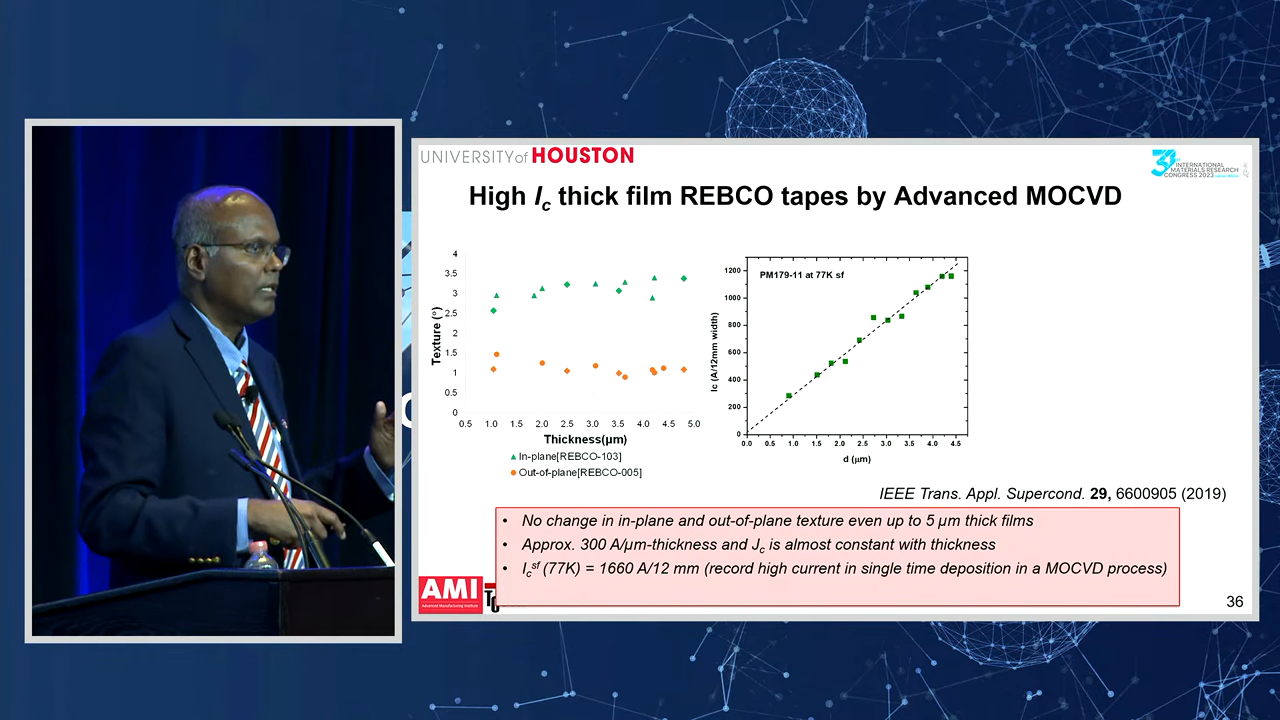 UNIVERSITYof HOUSTON
INTERNATIONAL
MATERIALS RESEARCH
CONGRESS 2023
High Ic thick film REBCO tapes by Advanced MOCVD
4
3.5
3
2.5
2
1.5
1
0.5
0
Texture (°)
0.5 1.0 1.5 2.0 2.5 3.0 3.5 4.0 4.5 5.0
Thickness(μm)
In-plane[REBCO-103]
Out-of-plane[REBCO-005]
PM179-11 at 77K sf
1200
1000
800
600
400
200
0
Ic (A/12mm width)
0.0 0.5 1.0 1.5 2.0 2.5 3.0 3.5 4.0 4.5
d (μm)
IEEE Trans. Appl. Supercond. 29, 6600905 (2019)
• No change in in-plane and out-of-plane texture even up to 5 μm thick films
• Approx. 300 A/μm-thickness and Jc is almost constant with thickness
• Icsf (77K) = 1660 A/12 mm (record high current in single time deposition in a MOCVD process)
AMI
Advanced Manufacturing Institute
36